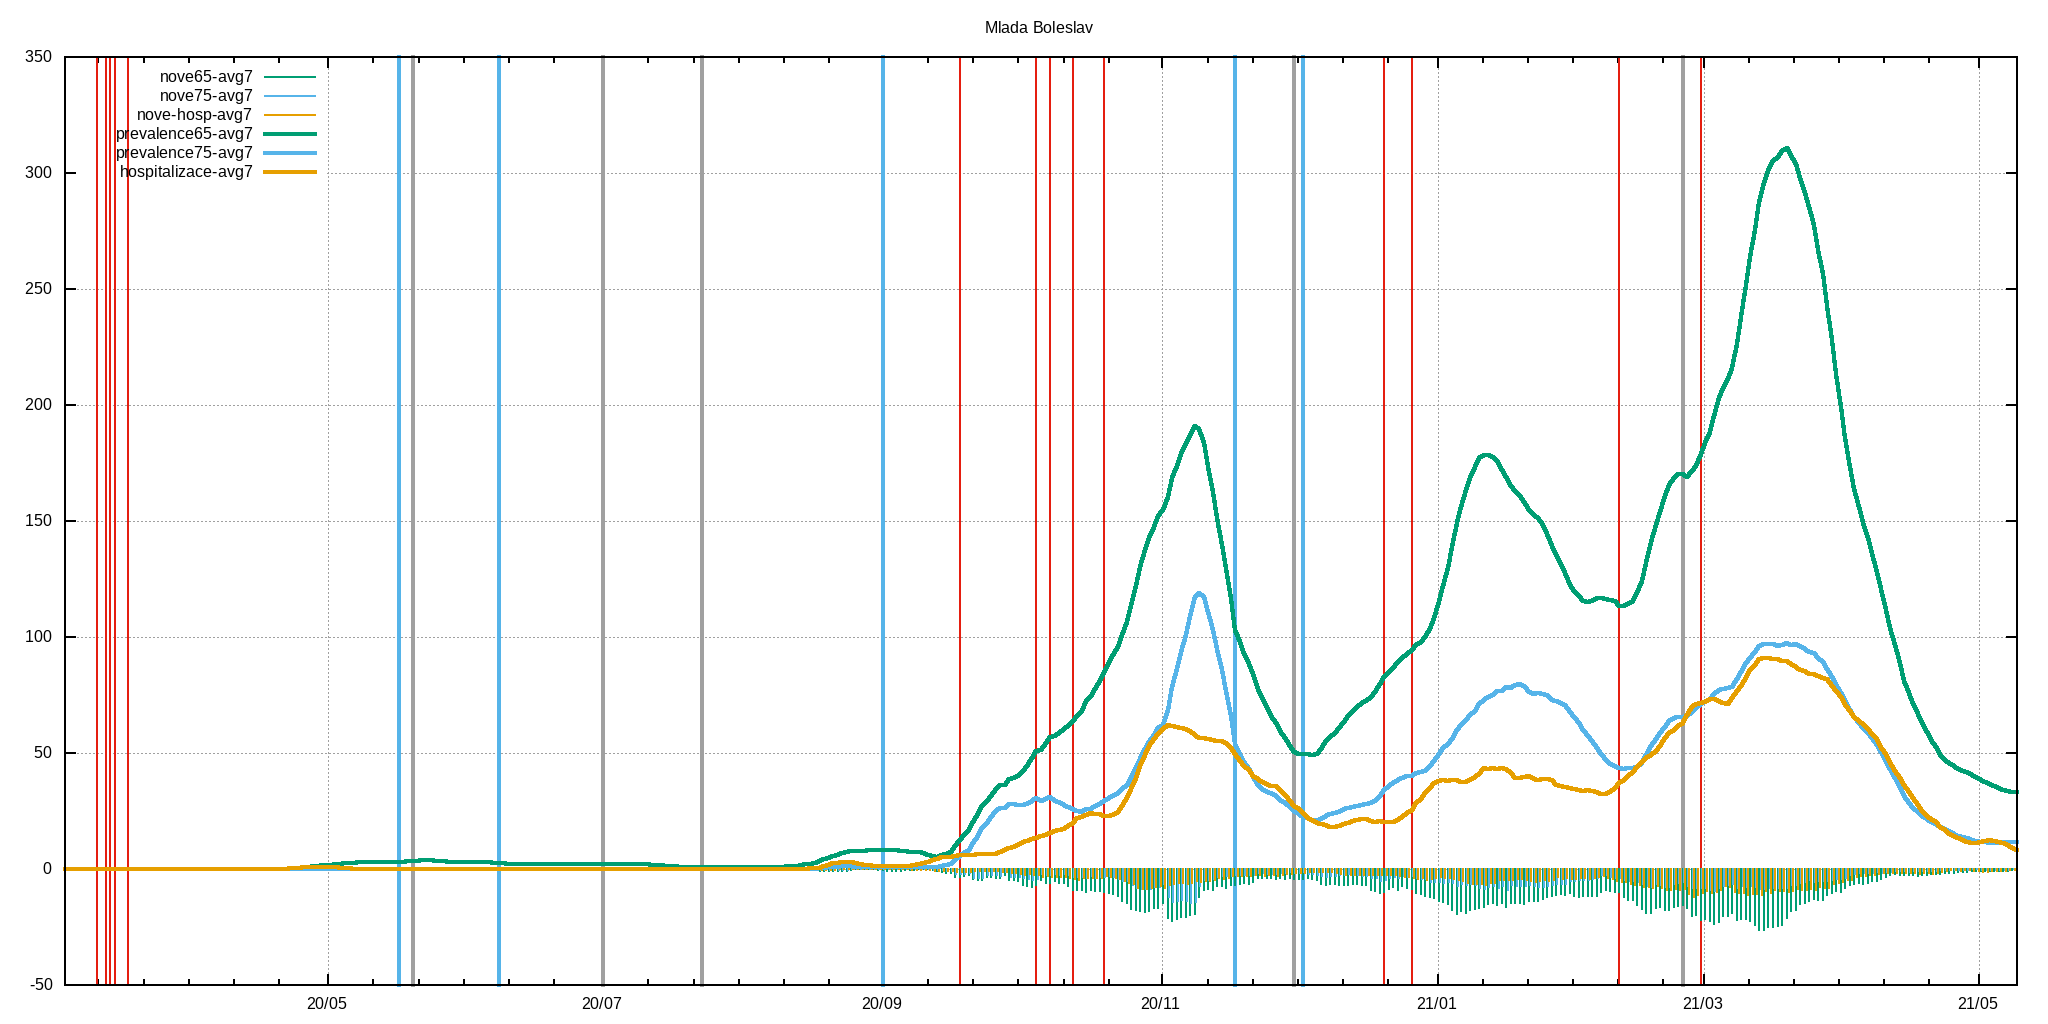 Mlada Boleslav
350
300
250
200
150
100
50
0
-50
nove65-avg7
nove75-avg7
nove-hosp-avg7
prevalence65-avg7
prevalence75-avg7
hospitalizace-avg7
20/05 20/07 20/09 20/11 21/01 21/03 21/05